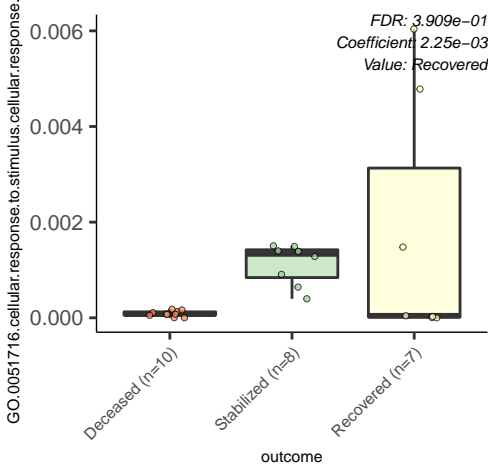 FDR: 3.909e−01
Coefficient: 2.25e−03
Value: Recovered
GO.0051716.cellular.response.to.stimulus.cellular.response.
0.006
0.004
0.002
0.000
Deceased (n=10)
Stabilized (n=8)
Recovered (n=7)
outcome